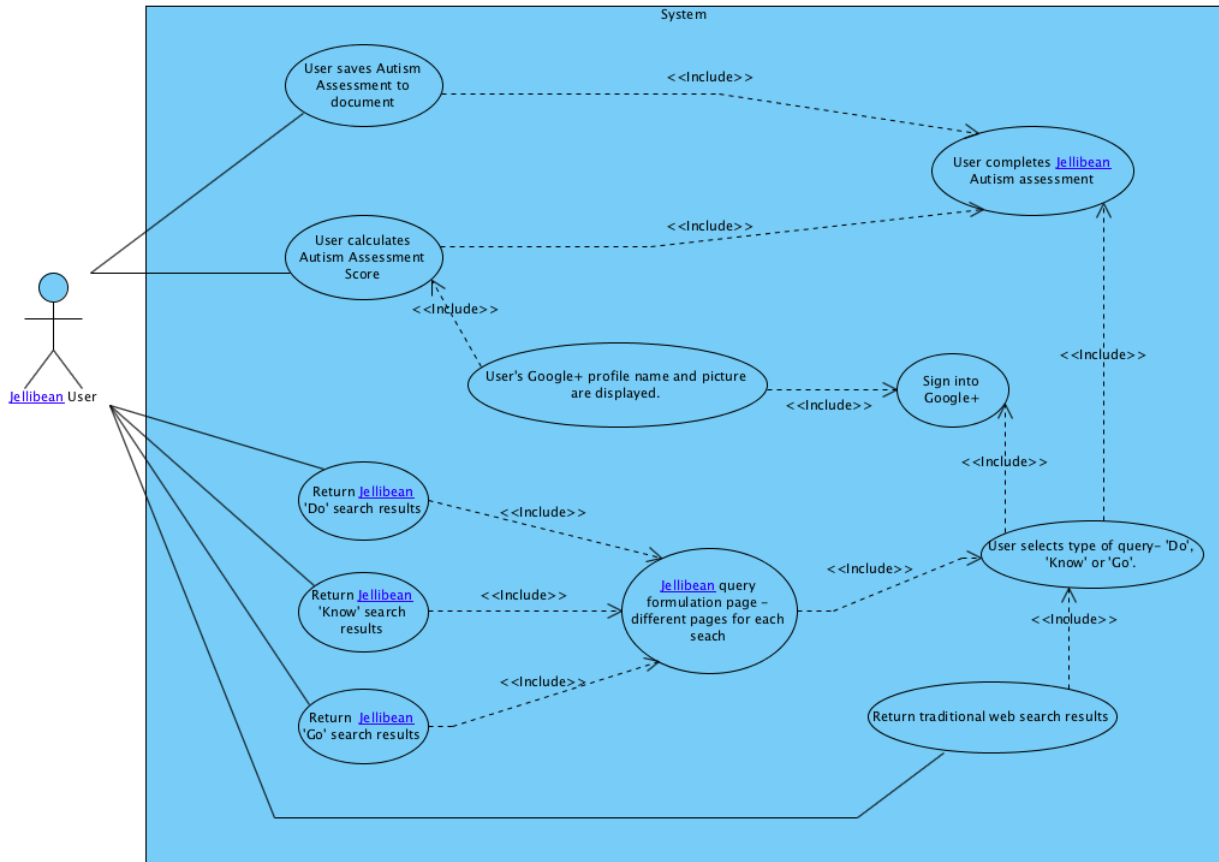 System
User saves Autism
Assessment to
document
<<Include>>
User completes Jellibean
Autism assessment
User calculates
Autism Assessment
Score
<<Include>>
<<Include>>
<<Include>>
User's Google+ profile name and picture
are displayed.
<<Include>>
Sign into
Google+
Jellibean User
<<Include>>
Return Jellibean
'Do' search results
<<Include>>
User selects type of query– 'Do',
'Know' or 'Go'.
Return Jellibean
'Know' search
results
<<Include>>
Jellibean query
formulation page –
different pages for each
seach
<<Include>>
<<Include>>
Return Jellibean
'Go' search results
<<Include>>
Return traditional web search results